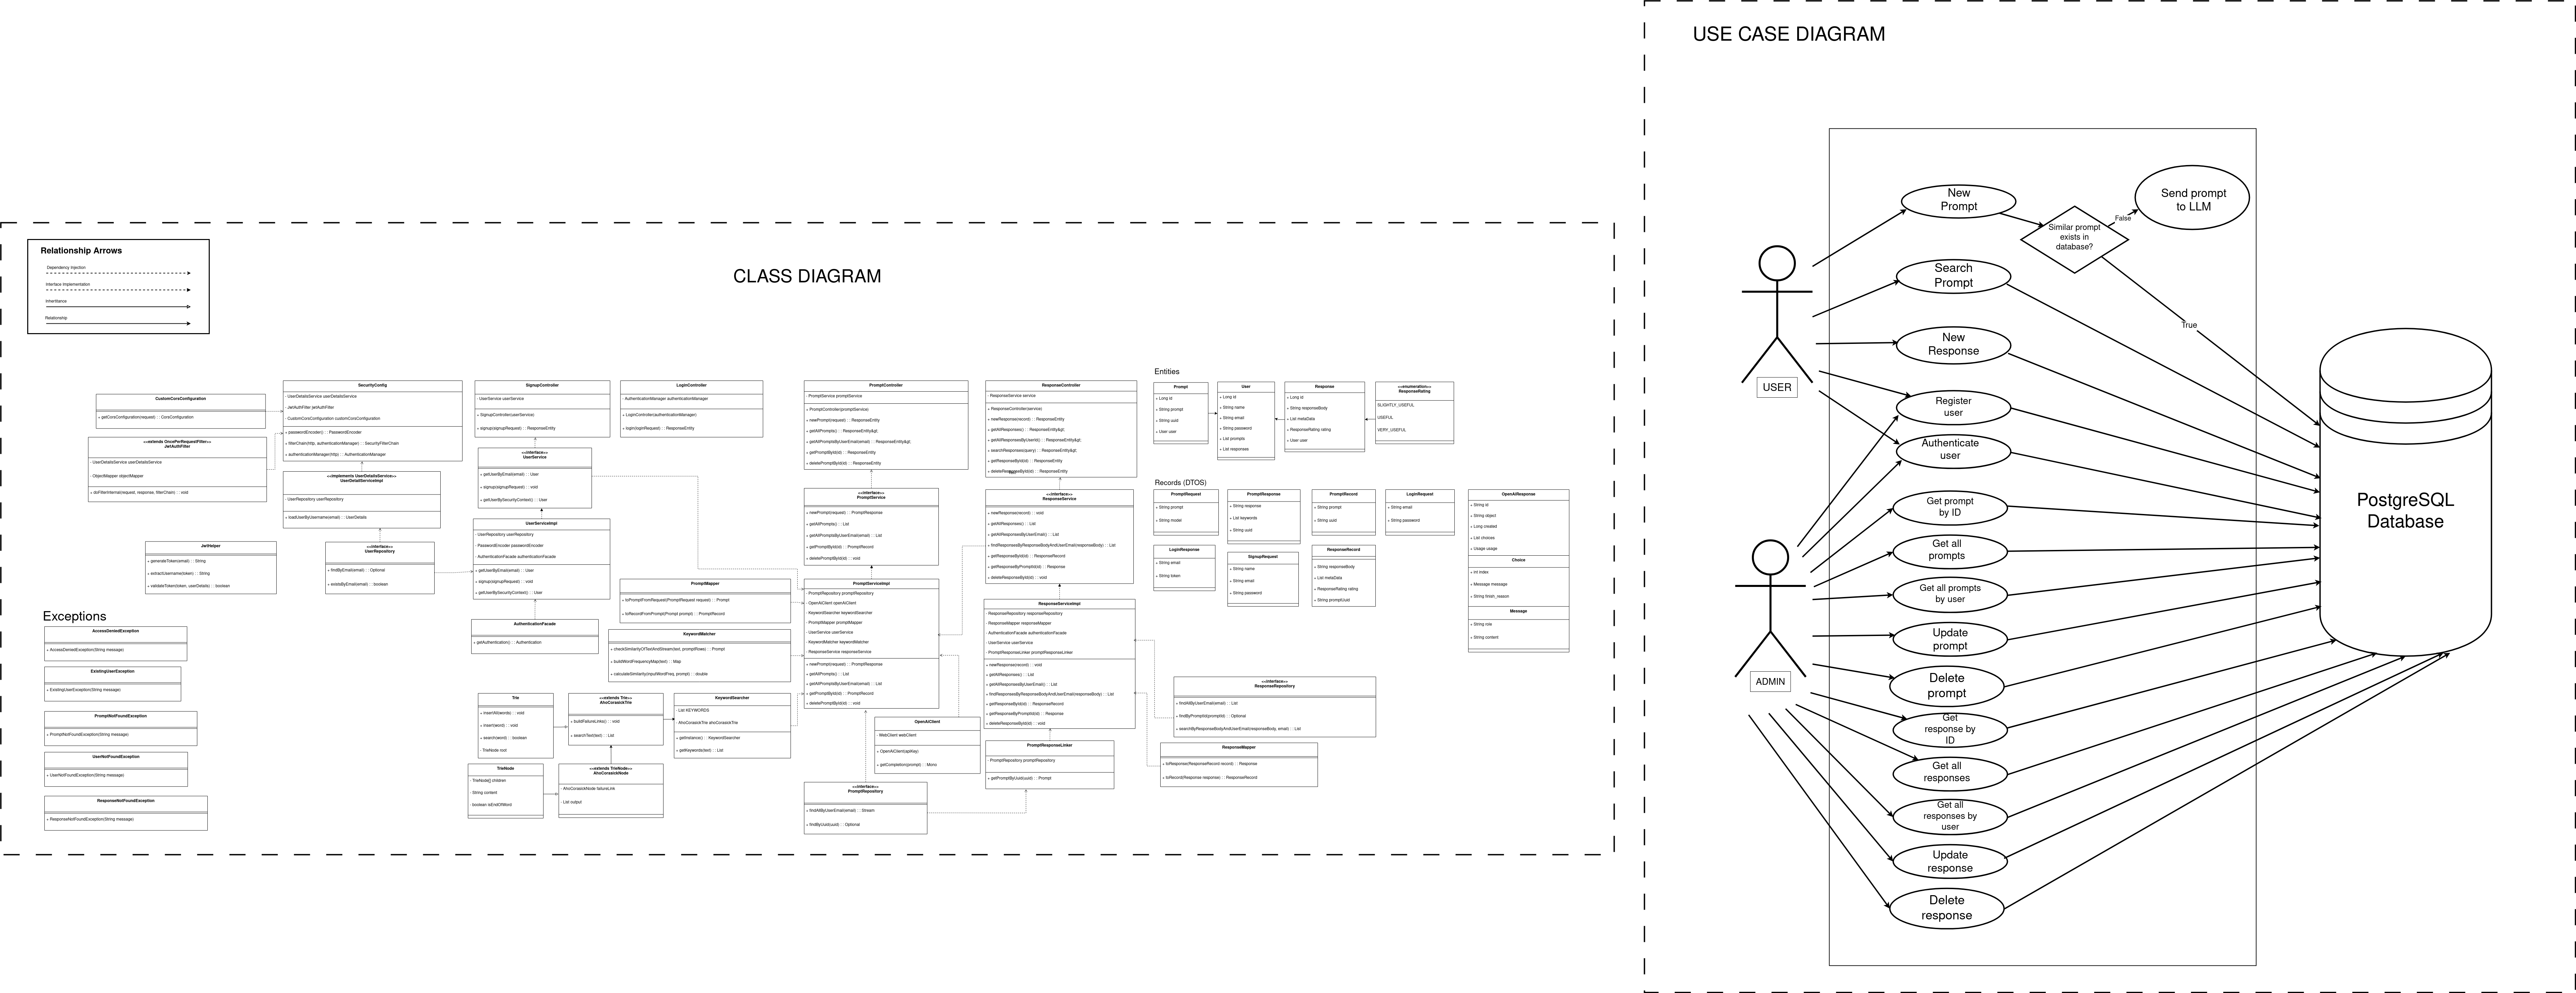 Relationship Arrows
Dependency Injection
Interface Implementation
Inheritance
Relationship
CLASS DIAGRAM
CustomCorsConfiguration
+ getCorsConfiguration(request) : : CorsConfiguration
<<extends OncePerRequestFilter>>
JwtAuthFilter
- UserDetailsService userDetailsService
- ObjectMapper objectMapper
+ doFilterInternal(request, response, filterChain) : : void
SecurityConfig
- UserDetailsService userDetailsService
- JwtAuthFilter jwtAuthFilter
- CustomCorsConfiguration customCorsConfiguration
+ passwordEncoder() : : PasswordEncoder
+ filterChain(http, authenticationManager) : : SecurityFilterChain
+ authenticationManager(http) : : AuthenticationManager
<<implements UserDetailsService>>
UserDetailServiceImpl
- UserRepository userRepository
+ loadUserByUsername(email) : : UserDetails
JwtHelper
+ generateToken(email) : : String
+ extractUsername(token) : : String
+ validateToken(token, userDetails) : : boolean
<<interface>>
UserRepository
+ findByEmail(email) : : Optional
+ existsByEmail(email) : : boolean
Exceptions
AccessDeniedException
+ AccessDeniedException(String message)
ExistingUserException
+ ExistingUserException(String message)
PromptNotFoundException
+ PromptNotFoundException(String message)
UserNotFoundException
+ UserNotFoundException(String message)
ResponseNotFoundException
+ ResponseNotFoundException(String message)
SignupController
- UserService userService
+ SignupController(userService)
+ signup(signupRequest) : : ResponseEntity
LoginController
- AuthenticationManager authenticationManager
+ LoginController(authenticationManager)
+ login(loginRequest) : : ResponseEntity
<<interface>>
UserService
+ getUserByEmail(email) : : User
+ signup(signupRequest) : : void
+ getUserBySecurityContext() : : User
UserServiceImpl
- UserRepository userRepository
- PasswordEncoder passwordEncoder
- AuthenticationFacade authenticationFacade
+ getUserByEmail(email) : : User
+ signup(signupRequest) : : void
+ getUserBySecurityContext() : : User
AuthenticationFacade
+ getAuthentication() : : Authentication
PromptMapper
+ toPromptFromRequest(PromptRequest request) : : Prompt
+ toRecordFromPrompt(Prompt prompt) : : PromptRecord
KeywordMatcher
+ checkSimilarityOfTextAndStream(text, promptRows) : : Prompt
+ buildWordFrequencyMap(text) : : Map
+ calculateSimilarity(inputWordFreq, prompt) : : double
Trie
+ insertAll(words) : : void
+ insert(word) : : void
+ search(word) : : boolean
- TrieNode root
<<extends Trie>>
AhoCorasickTrie
+ buildFailureLinks() : : void
+ searchText(text) : : List
KeywordSearcher
- List KEYWORDS
- AhoCorasickTrie ahoCorasickTrie
+ getInstance() : : KeywordSearcher
+ getKeywords(text) : : List
TrieNode
- TrieNode[] children
- String content
- boolean isEndOfWord
<<extends TrieNode>>
AhoCorasickNode
- AhoCorasickNode failureLink
- List output
PromptController
- PromptService promptService
+ PromptController(promptService)
+ newPrompt(request) : : ResponseEntity
+ getAllPrompts() : : ResponseEntity&gt;
+ getAllPromptsByUserEmail(email) : : ResponseEntity&gt;
+ getPromptById(id) : : ResponseEntity
+ deletePromptById(id) : : ResponseEntity
<<interface>>
PromptService
+ newPrompt(request) : : PromptResponse
+ getAllPrompts() : : List
+ getAllPromptsByUserEmail(email) : : List
+ getPromptById(id) : : PromptRecord
+ deletePromptById(id) : : void
PromptServiceImpl
- PromptRepository promptRepository
- OpenAiClient openAiClient
- KeywordSearcher keywordSearcher
- PromptMapper promptMapper
- UserService userService
- KeywordMatcher keywordMatcher
- ResponseService responseService
+ newPrompt(request) : : PromptResponse
+ getAllPrompts() : : List
+ getAllPromptsByUserEmail(email) : : List
+ getPromptById(id) : : PromptRecord
+ deletePromptById(id) : : void
OpenAiClient
- WebClient webClient
+ OpenAiClient(apiKey)
+ getCompletion(prompt) : : Mono
<<interface>>
PromptRepository
+ findAllByUserEmail(email) : : Stream
+ findByUuid(uuid) : : Optional
ResponseController
- ResponseService service
+ ResponseController(service)
+ newResponse(record) : : ResponseEntity
+ getAllResponses() : : ResponseEntity&gt;
+ getAllResponsesByUserId() : : ResponseEntity&gt;
+ searchResponses(query) : : ResponseEntity&gt;
+ getResponseById(id) : : ResponseEntity
+ deleteResponseById(id) : : ResponseEntity
<<interface>>
ResponseService
+ newResponse(record) : : void
+ getAllResponses() : : List
+ getAllResponsesByUserEmail() : : List
+ findResponsesByResponseBodyAndUserEmail(responseBody) : : List
+ getResponseById(id) : : ResponseRecord
+ getResponseByPromptId(id) : : Response
+ deleteResponseById(id) : : void
ResponseServiceImpl
- ResponseRepository responseRepository
- ResponseMapper responseMapper
- AuthenticationFacade authenticationFacade
- UserService userService
- PromptResponseLinker promptResponseLinker
+ newResponse(record) : : void
+ getAllResponses() : : List
+ getAllResponsesByUserEmail() : : List
+ findResponsesByResponseBodyAndUserEmail(responseBody) : : List
+ getResponseById(id) : : ResponseRecord
+ getResponseByPromptId(id) : : Response
+ deleteResponseById(id) : : void
PromptResponseLinker
- PromptRepository promptRepository
+ getPromptByUuid(uuid) : : Prompt
<<interface>>
ResponseRepository
+ findAllByUserEmail(email) : : List
+ findByPromptId(promptId) : : Optional
+ searchByResponseBodyAndUserEmail(responseBody, email) : : List
ResponseMapper
+ toResponse(ResponseRecord record) : : Response
+ toRecord(Response response) : : ResponseRecord
Entities
Prompt
+ Long id
+ String prompt
+ String uuid
+ User user
User
+ Long id
+ String name
+ String email
+ String password
+ List prompts
+ List responses
Response
+ Long id
+ String responseBody
+ List metaData
+ ResponseRating rating
+ User user
<<enumeration>>
ResponseRating
SLIGHTLY_USEFUL
USEFUL
VERY_USEFUL
Records (DTOS)
PromptRequest
+ String prompt
+ String model
PromptResponse
+ String response
+ List keywords
+ String uuid
PromptRecord
+ String prompt
+ String uuid
LoginRequest
+ String email
+ String password
LoginResponse
+ String email
+ String token
SignupRequest
+ String name
+ String email
+ String password
ResponseRecord
+ String responseBody
+ List metaData
+ ResponseRating rating
+ String promptUuid
OpenAIResponse
+ String id
+ String object
+ Long created
+ List choices
+ Usage usage
Choice
+ int index
+ Message message
+ String finish_reason
Message
+ String role
+ String content
USE CASE DIAGRAM
USER
ADMIN
New
Prompt
Similar prompt
exists in
database?
False
Send prompt
to LLM
True
Search
Prompt
New
Response
Register
user
Authenticate
user
Get prompt
by ID
Get all
prompts
Get all prompts
by user
Update
prompt
Delete
prompt
Get
response by
ID
Get all
responses
Get all
responses by
user
Update
response
Delete
response
PostgreSQL
Database